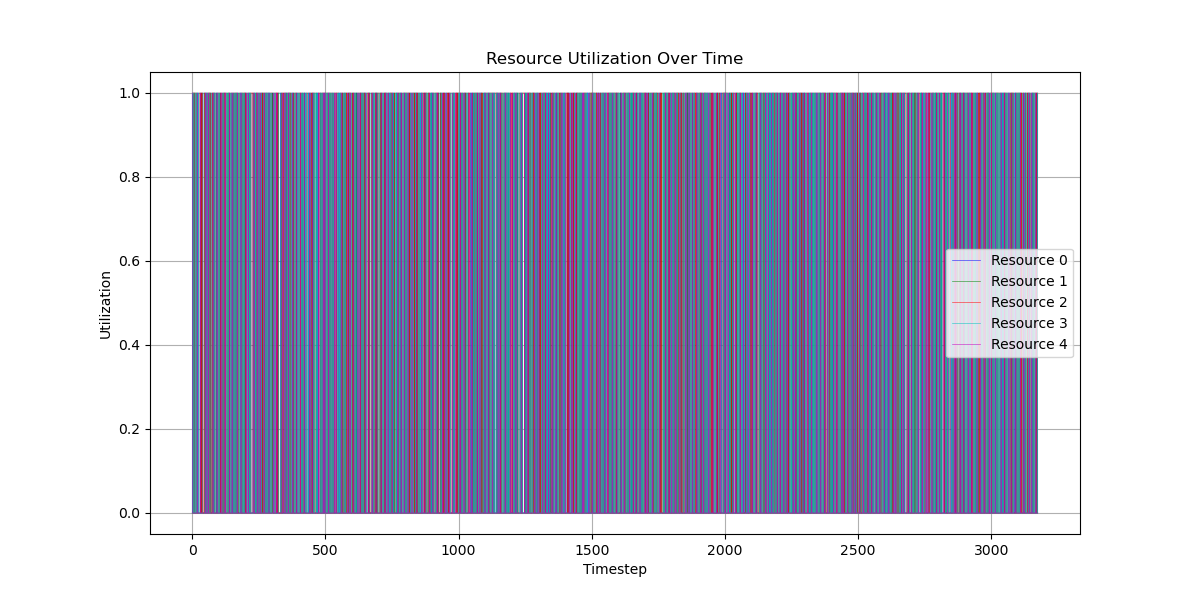 Resource Utilization Over Time
Utilization
1.0
0.8
0.6
0.4
0.2
0.0
Resource 0
Resource 1
Resource 2
Resource 3
Resource 4
0 500 1000 1500 2000 2500 3000
Timestep